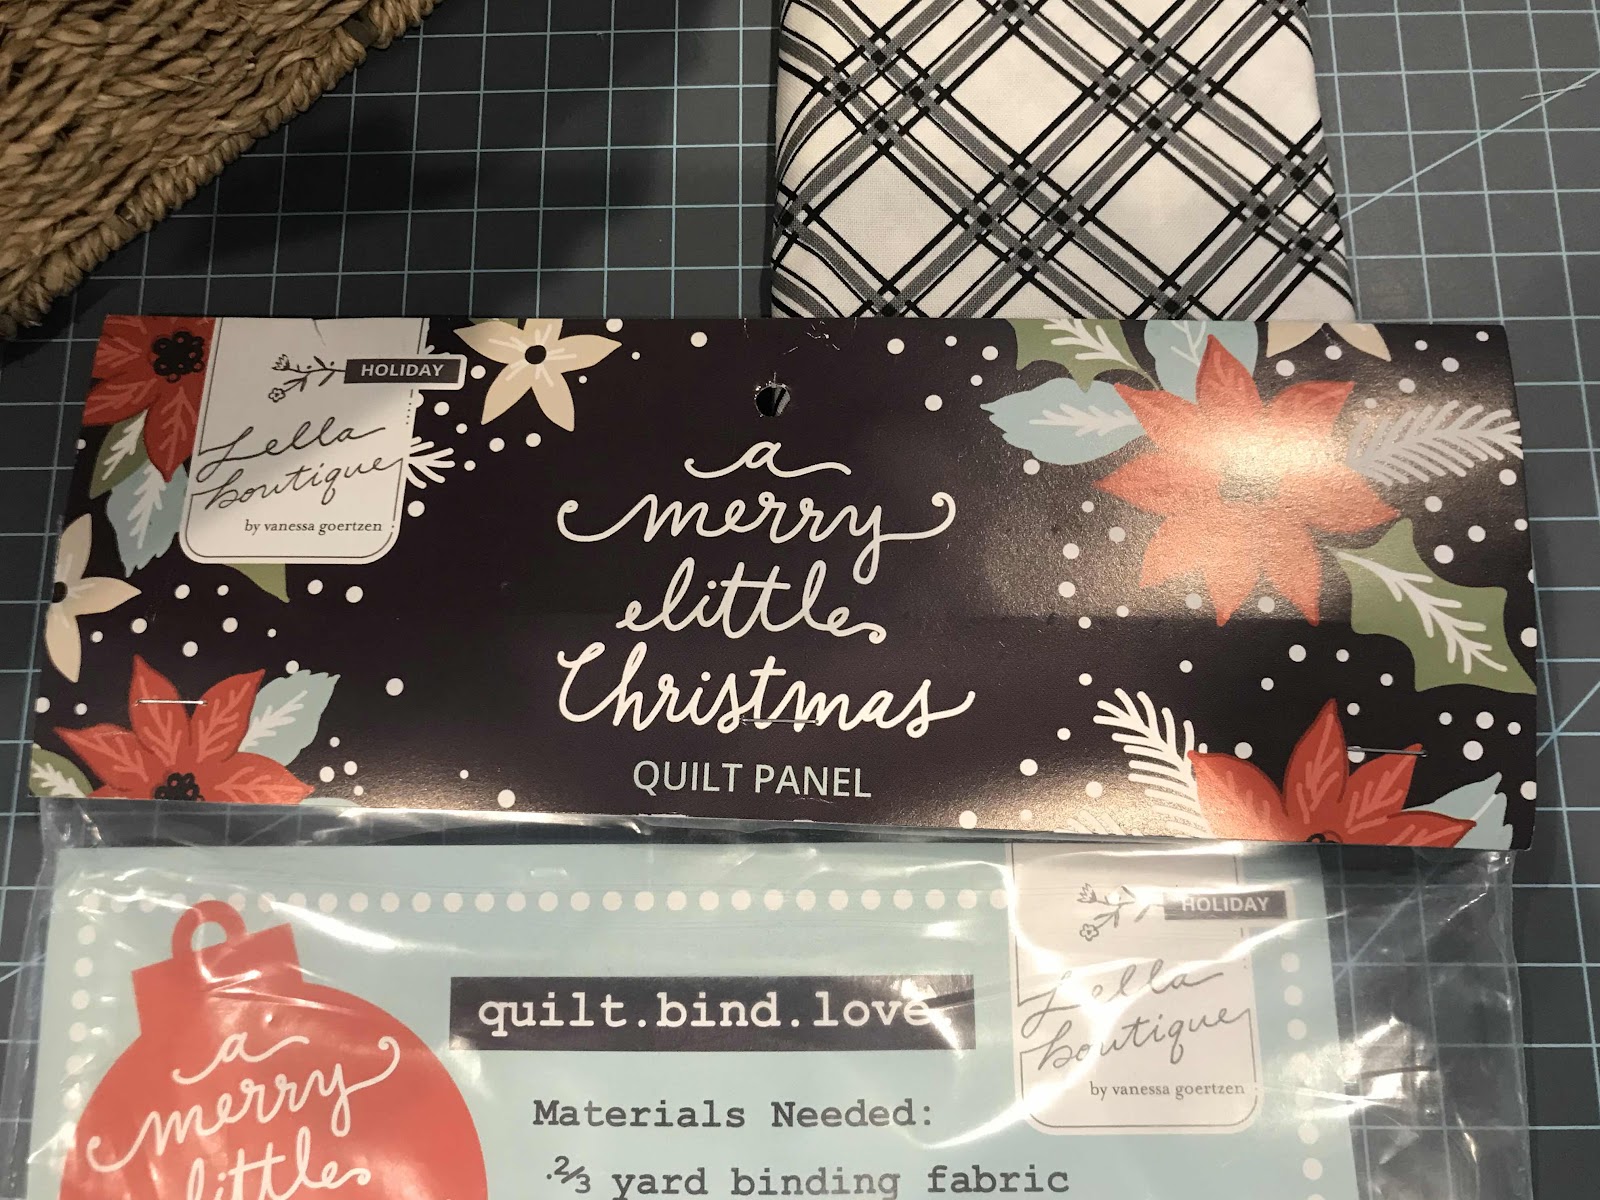 HOLIDAY
Lella
boutique
by vanessa goertzen
a
merry
little
Christmas
QUILT PANEL
HOLIDAY
Lella
boutique
by vanessa goertzen
quilt.bind.love.
Materials Needed:
.2/3 yard binding fabric
a
merry
little